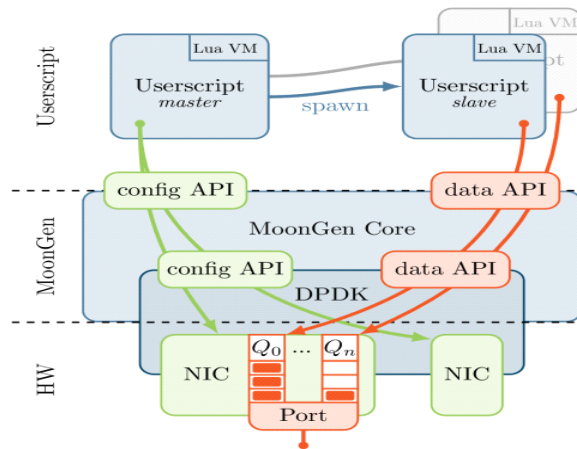 Lua VM
Lua VM
Lua VM
Userscript
master
spawn
Userscript
slave
t
Userscript
config API
data API
MoonGen Core
MoonGen
config API
data API
DPDK
HW
NIC
Q0 ... Qn
NIC
Port